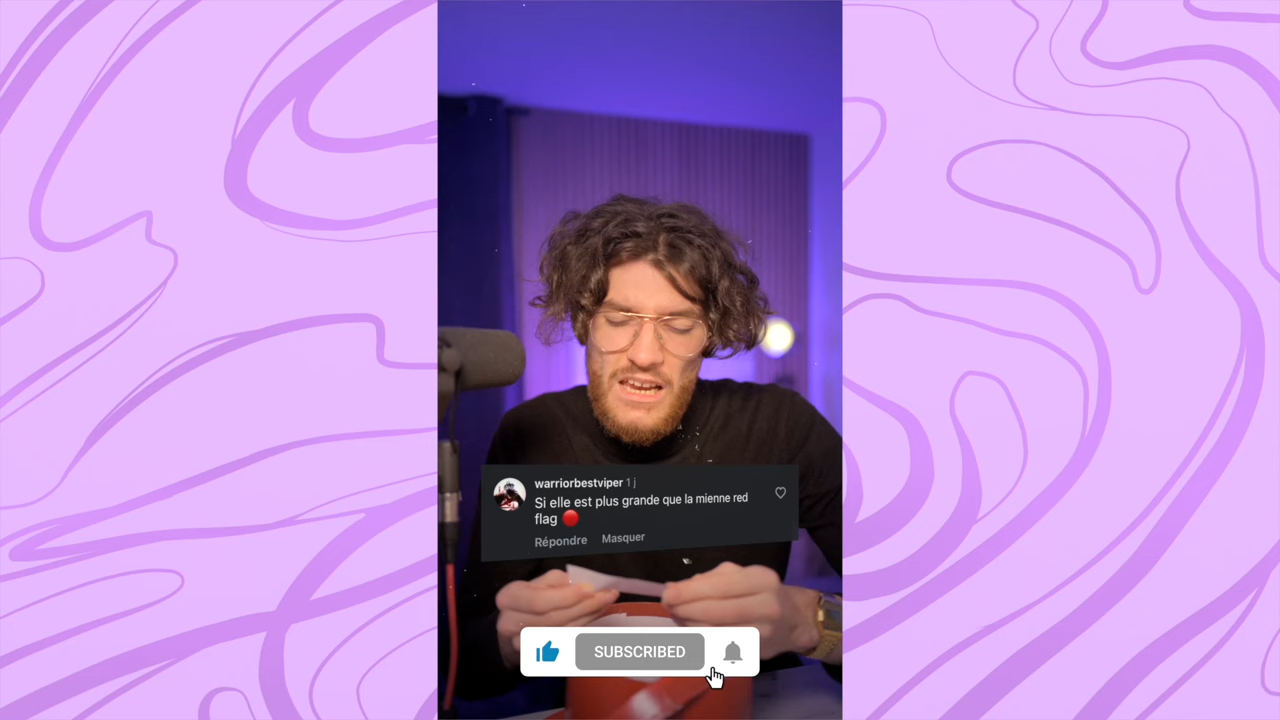 warriorbestviper 1 j
Si elle est plus grande que la mienne red
flag 🔴
Répondre Masquer
SUBSCRIBED